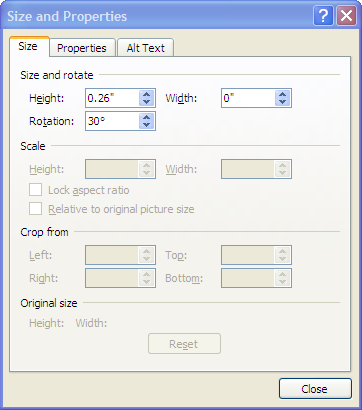 Size and Properties
Size Properties Alt Text
Size and rotate
Height: 0.26" Width: 0"
Rotation: 30°
Scale
Height: Width:
Lock aspect ratio
Relative to original picture size
Crop from
Left: Top:
Right: Bottom:
Original size
Height: Width:
Reset
Close